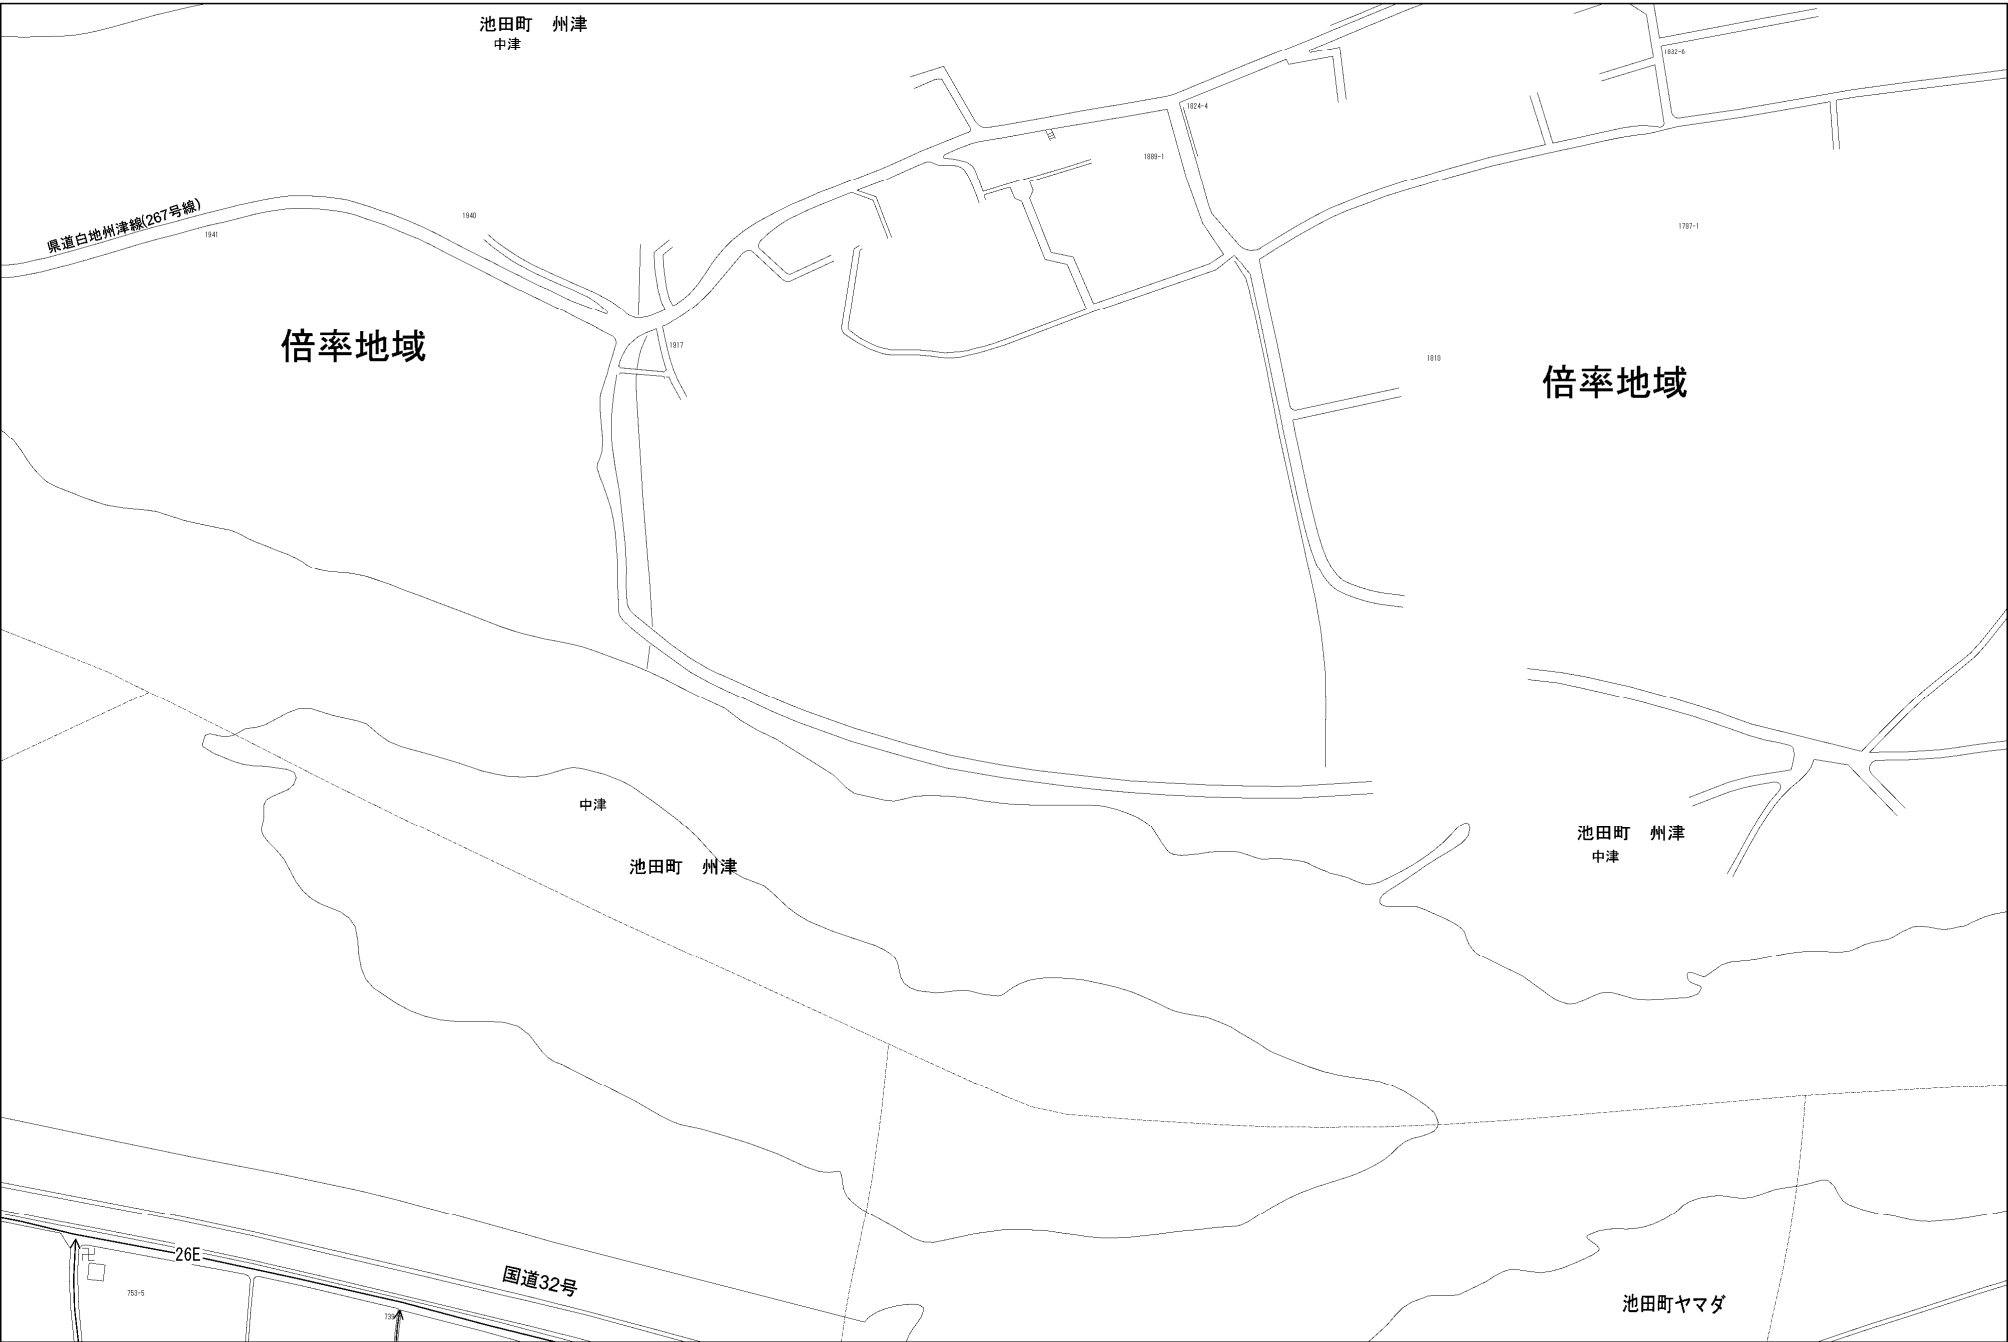 池田町　州津
中津
1832-6
1824-4
1889-1
県道白地州津線(267号線)
1941
1940
1797-1
1917
倍率地域
1810
倍率地域
中津
池田町　州津
池田町　州津
中津
26E
国道32号
753-5
池田町ヤマダ